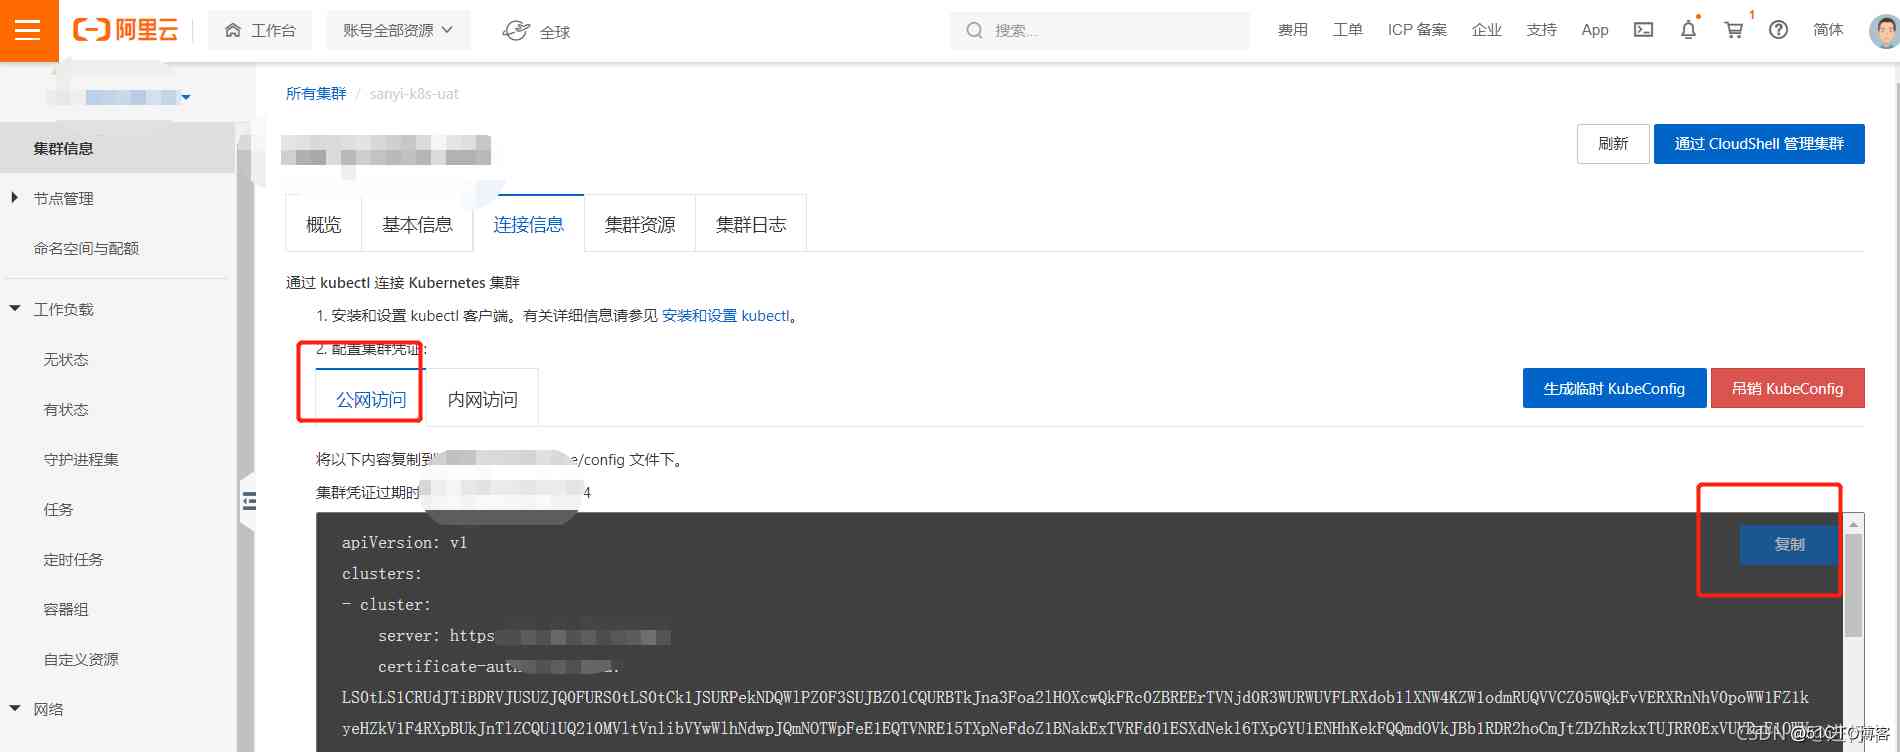 阿里云 工作台 账号全部资源 全球 搜索... 费用 工单 ICP 备案 企业 支持 App 1 简体
所有集群 / sanyi-k8s-uat
集群信息
节点管理
命名空间与配额
工作负载
无状态
有状态
守护进程集
任务
定时任务
容器组
自定义资源
网络
刷新 通过 CloudShell 管理集群
概览 基本信息 连接信息 集群资源 集群日志
通过 kubectl 连接 Kubernetes 集群
1. 安装和设置 kubectl 客户端。有关详细信息请参见 安装和设置 kubectl。
2. 配置集群凭证:
公网访问 内网访问 生成临时 KubeConfig 吊销 KubeConfig
将以下内容复制到 e/config 文件下。
集群凭证过期时 4
复制
apiVersion: v1
clusters:
- cluster:
server: https
certificate-aut
@51CTO博客